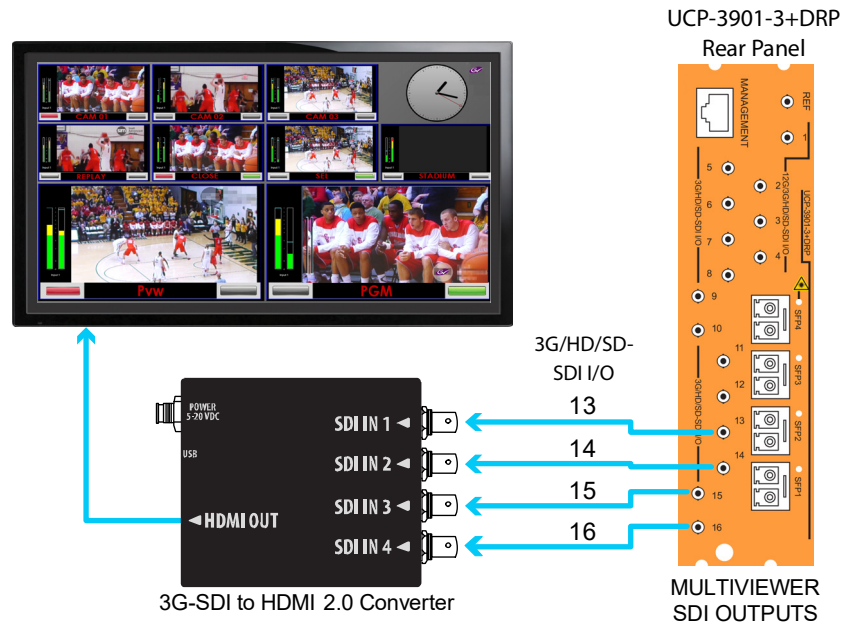 UCP-3901-3+DRP
Rear Panel
CAM 01
CAM 02
CAM 03
REPLAY
CLOSE
SEL
STADIUM
Input 1
Input 1
Pvw
PGM
MANAGEMENT
REF
1
5
2
6
3
7
4
8
9
10
11
12
13
14
15
16
3G/HD/SD-SDI I/O
12G/3G/HD/SD-SDI I/O
UCP-3901-3+DRP
3G/HD/SD-SDI I/O
SFP4
SFP3
SFP2
SFP1
3G/HD/SD-
SDI I/O
13
14
15
16
POWER
5-20 VDC
USB
HDMI OUT
SDI IN 1
SDI IN 2
SDI IN 3
SDI IN 4
3G-SDI to HDMI 2.0 Converter
MULTIVIEWER
SDI OUTPUTS